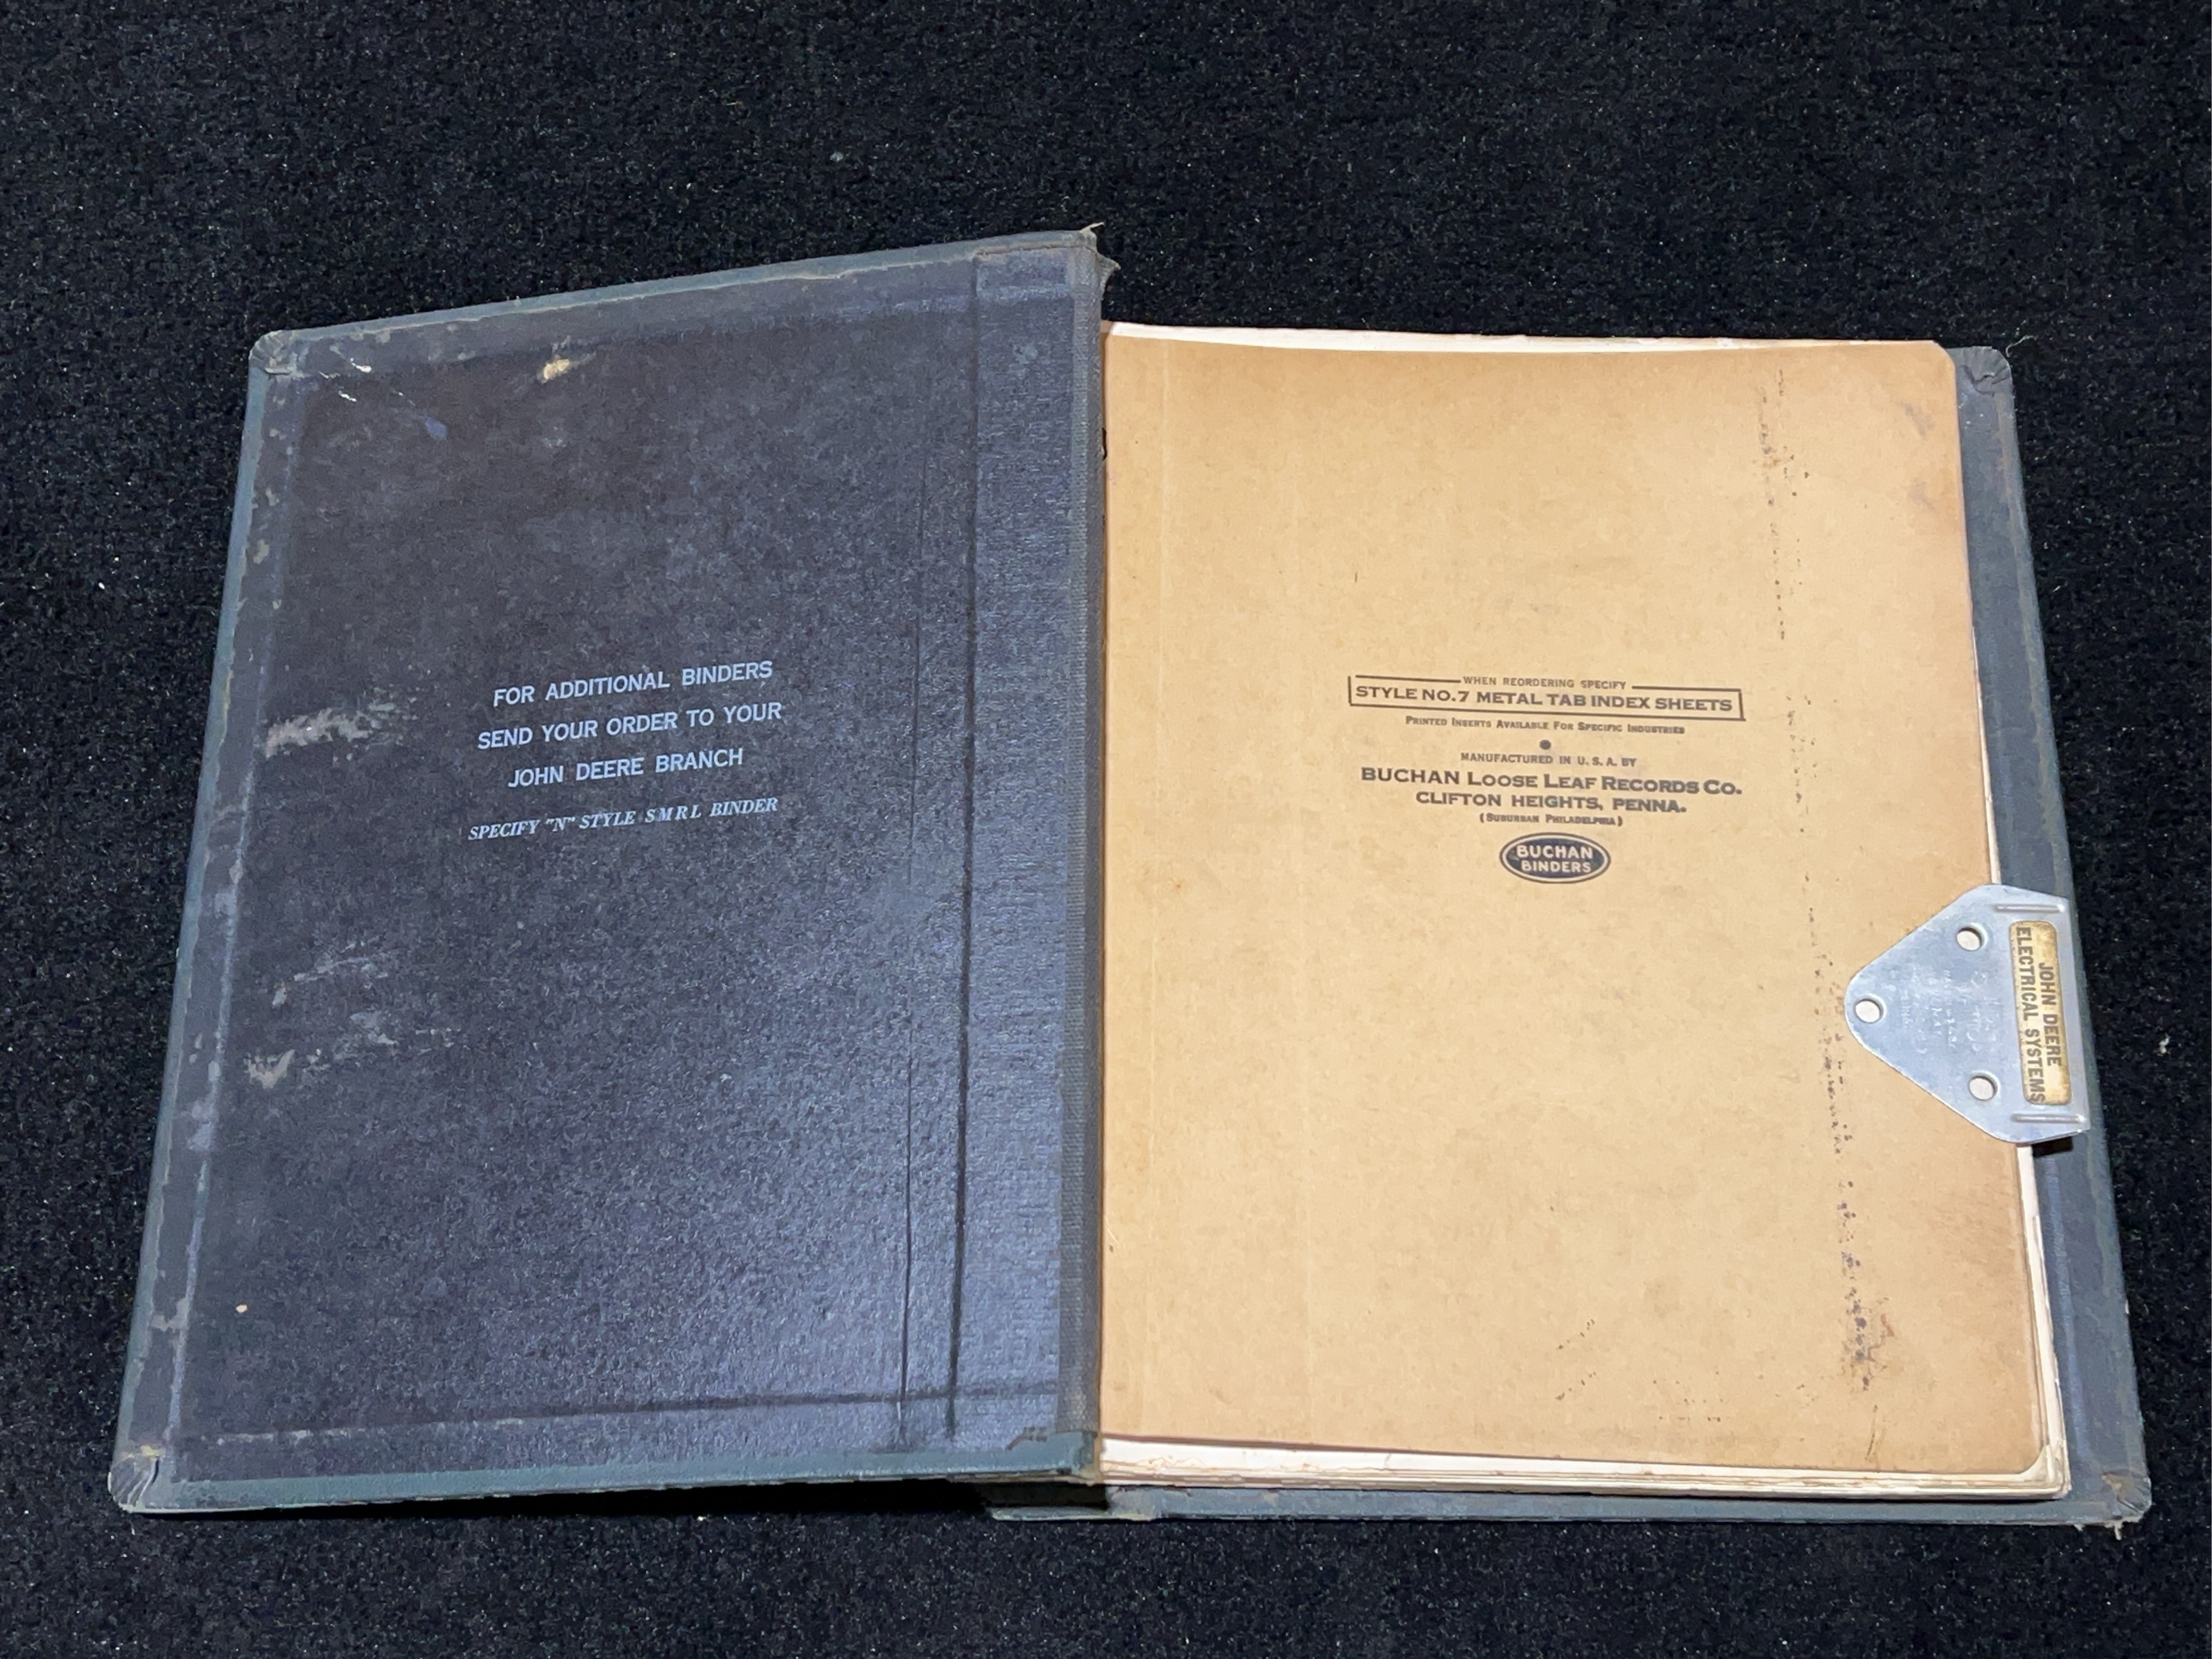 FOR ADDITIONAL BINDERS
SEND YOUR ORDER TO YOUR
JOHN DEERE BRANCH
SPECIFY "N" STYLE SMRL BINDER
WHEN REORDERING SPECIFY
STYLE NO.7 METAL TAB INDEX SHEETS
PRINTED INSERTS AVAILABLE FOR SPECIFIC INDUSTRIES
MANUFACTURED IN U.S.A. BY
BUCHAN LOOSE LEAF RECORDS CO.
CLIFTON HEIGHTS, PENNA.
(SUBURBAN PHILADELPHIA)
BUCHAN
BINDERS
JOHN DEERE
ELECTRICAL SYSTEMS